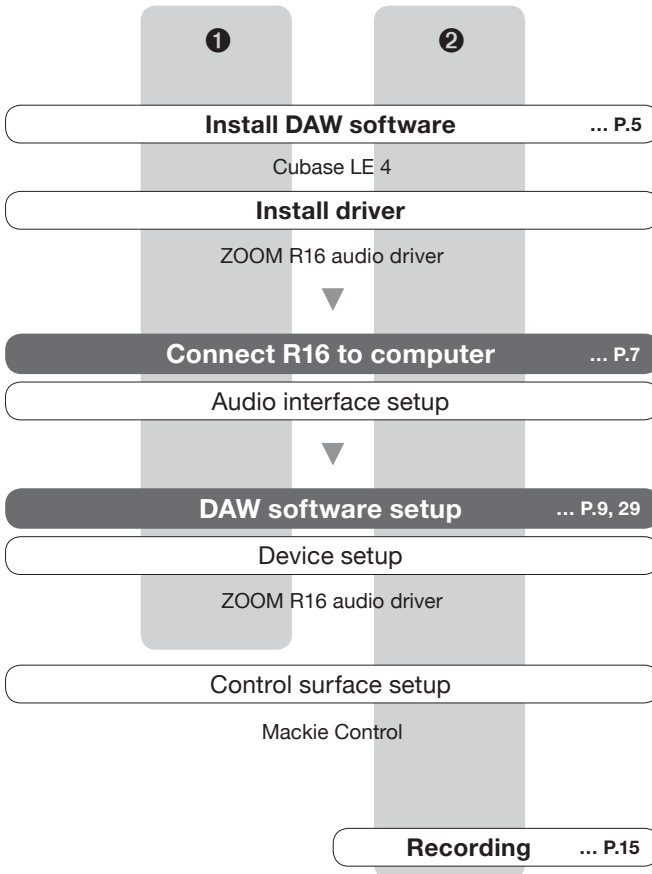 ❶ ❷
Install DAW software ... P.5
Cubase LE 4
Install driver
ZOOM R16 audio driver
Connect R16 to computer ... P.7
Audio interface setup
DAW software setup ... P.9, 29
Device setup
ZOOM R16 audio driver
Control surface setup
Mackie Control
Recording ... P.15